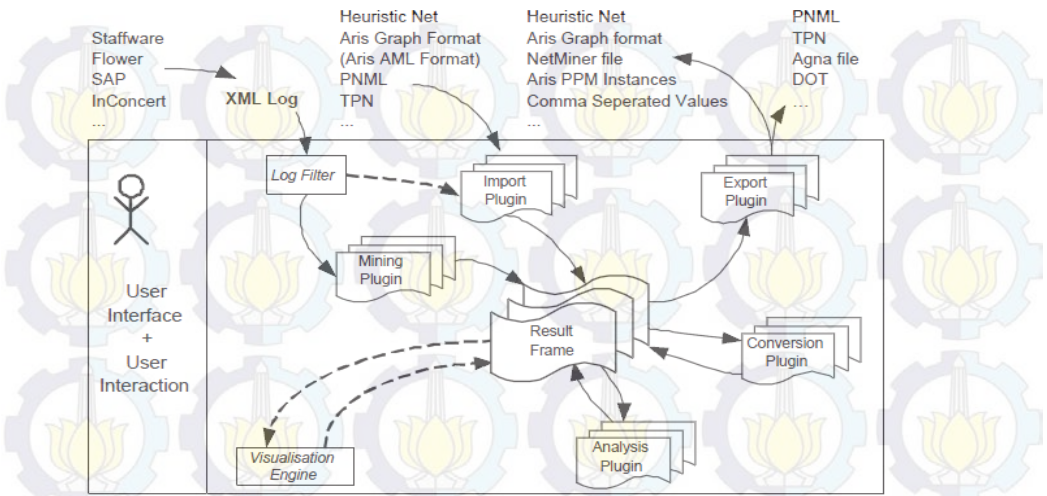 Staffware
Flower
SAP
InConcert
...
XML Log
Heuristic Net
Aris Graph Format
(Aris AML Format)
PNML
TPN
...
Heuristic Net
Aris Graph format
NetMiner file
Aris PPM Instances
Comma Seperated Values
...
PNML
TPN
Agna file
DOT
...
Log Filter
Import
Plugin
Export
Plugin
Mining
Plugin
User
Interface
+
User
Interaction
Result
Frame
Conversion
Plugin
Visualisation
Engine
Analysis
Plugin